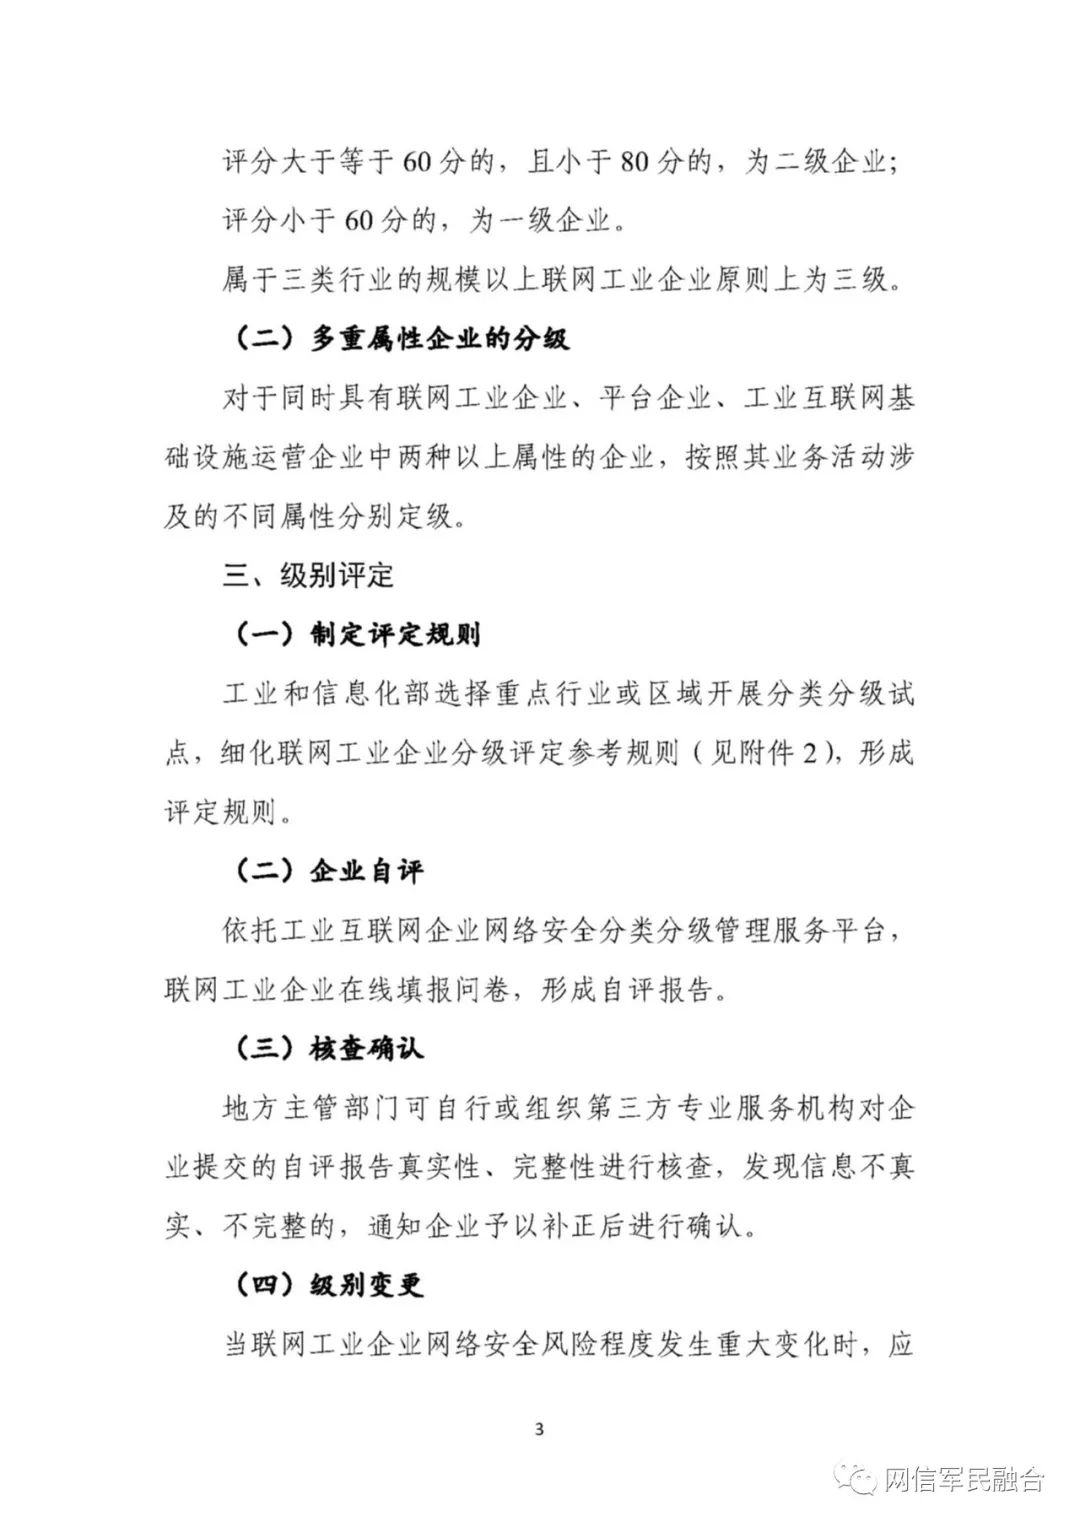 评分大于等于 60 分的，且小于 80 分的，为二级企业；
评分小于 60 分的，为一级企业。
属于三类行业的规模以上联网工业企业原则上为三级。
（二）多重属性企业的分级
对于同时具有联网工业企业、平台企业、工业互联网基
础设施运营企业中两种以上属性的企业，按照其业务活动涉
及的不同属性分别定级。
三、级别评定
（一）制定评定规则
工业和信息化部选择重点行业或区域开展分类分级试
点，细化联网工业企业分级评定参考规则（见附件 2），形成
评定规则。
（二）企业自评
依托工业互联网企业网络安全分类分级管理服务平台，
联网工业企业在线填报问卷，形成自评报告。
（三）核查确认
地方主管部门可自行或组织第三方专业服务机构对企
业提交的自评报告真实性、完整性进行核查，发现信息不真
实、不完整的，通知企业予以补正后进行确认。
（四）级别变更
当联网工业企业网络安全风险程度发生重大变化时，应
3
网信军民融合